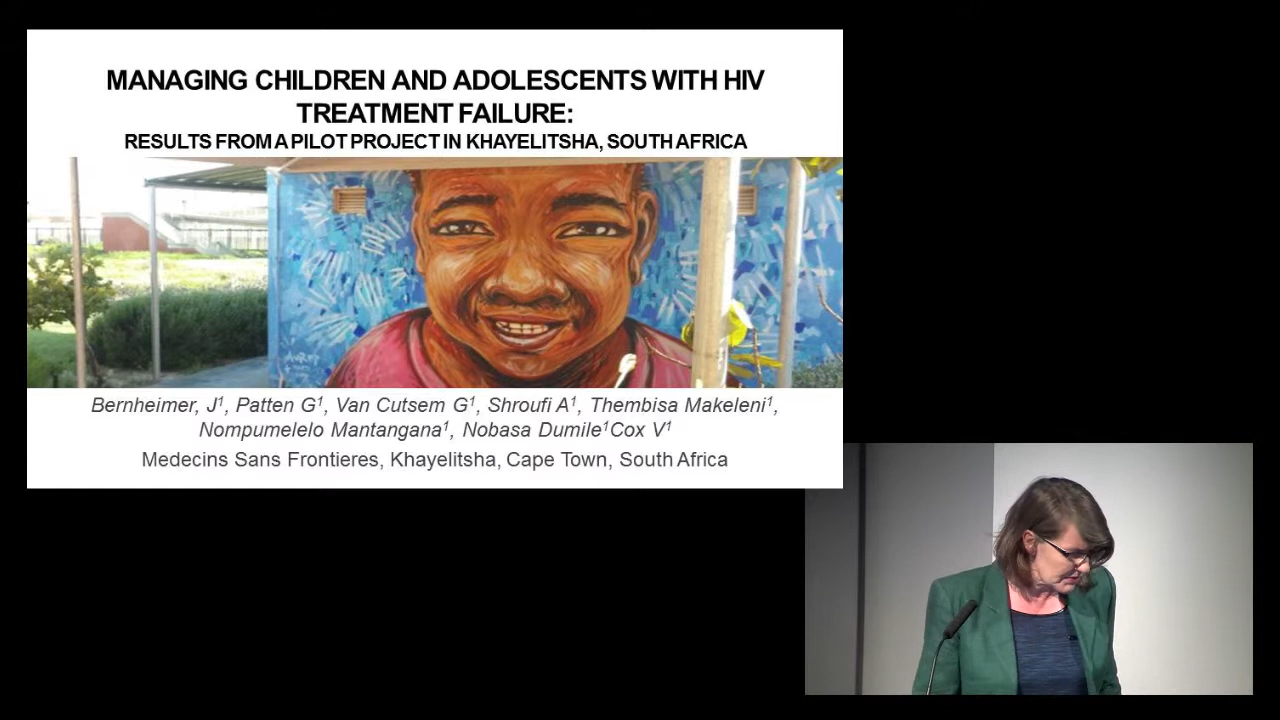 MANAGING CHILDREN AND ADOLESCENTS WITH HIV
TREATMENT FAILURE:
RESULTS FROM A PILOT PROJECT IN KHAYELITSHA, SOUTH AFRICA
Bernheimer, J¹, Patten G¹, Van Cutsem G¹, Shroufi A¹, Thembisa Makeleni¹,
Nompumelelo Mantangana¹, Nobasa Dumile¹Cox V¹
Medecins Sans Frontieres, Khayelitsha, Cape Town, South Africa